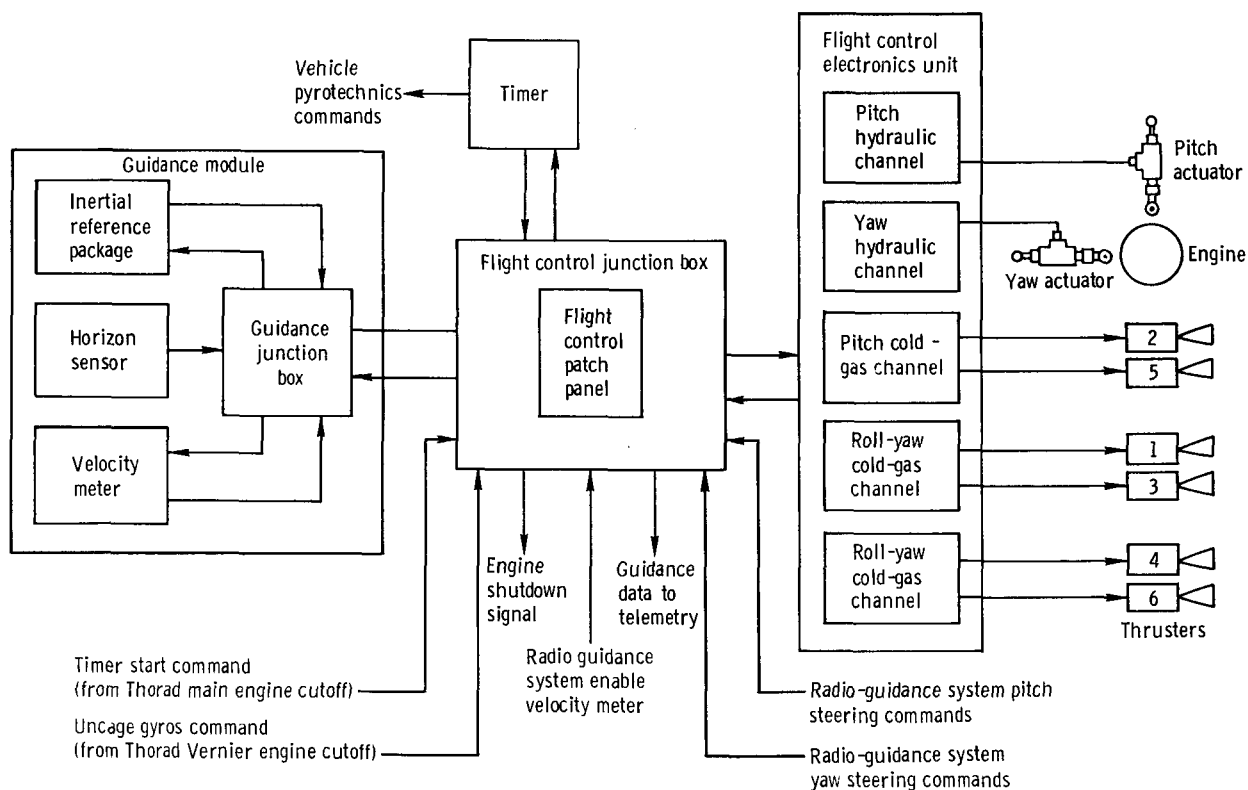 Vehicle
pyrotechnics
commands
Timer
Guidance module
Inertial
reference
package
Horizon
sensor
Velocity
meter
Guidance
junction
box
Flight control junction box
Flight
control
patch
panel
Flight control
electronics unit
Pitch
hydraulic
channel
Yaw
hydraulic
channel
Pitch cold -
gas channel
Roll-yaw
cold-gas
channel
Roll-yaw
cold-gas
channel
Pitch
actuator
Yaw actuator
Engine
2
5
1
3
4
6
Thrusters
Engine
shutdown
signal
Guidance
data to
telemetry
Radio guidance
system enable
velocity meter
Timer start command
(from Thorad main engine cutoff)
Uncage gyros command
(from Thorad Vernier engine cutoff)
Radio-guidance system pitch
steering commands
Radio-guidance system
yaw steering commands